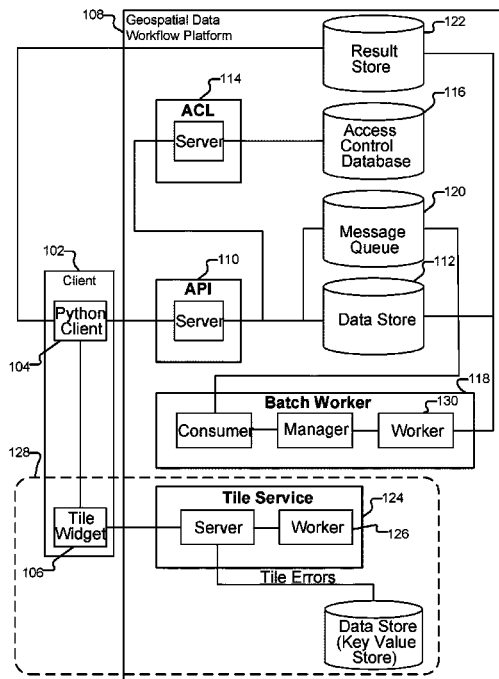 108
Geospatial Data
Workflow Platform
122
Result
Store
114
ACL
Server
116
Access
Control
Database
120
Message
Queue
102
Client
110
API
Server
112
Data Store
Python
Client
104
118
Batch Worker
130
Consumer
Manager
Worker
128
Tile Service
124
Server
Worker
126
Tile
Widget
106
Tile Errors
Data Store
(Key Value
Store)